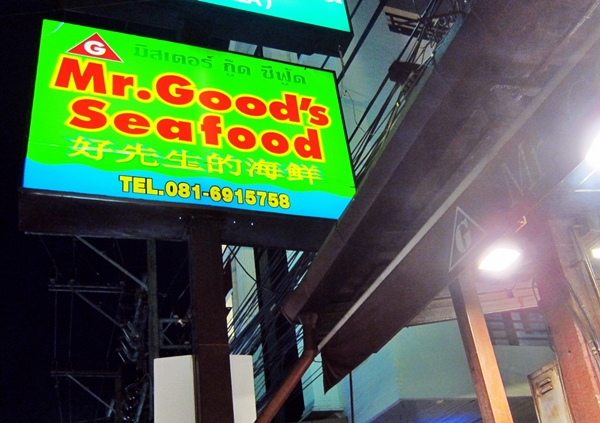 A )
G
มิสเตอร์ กู๊ด ซีฟู้ด
Mr.Good's
Seafood
好先生的海鲜
TEL.081-6915758
G